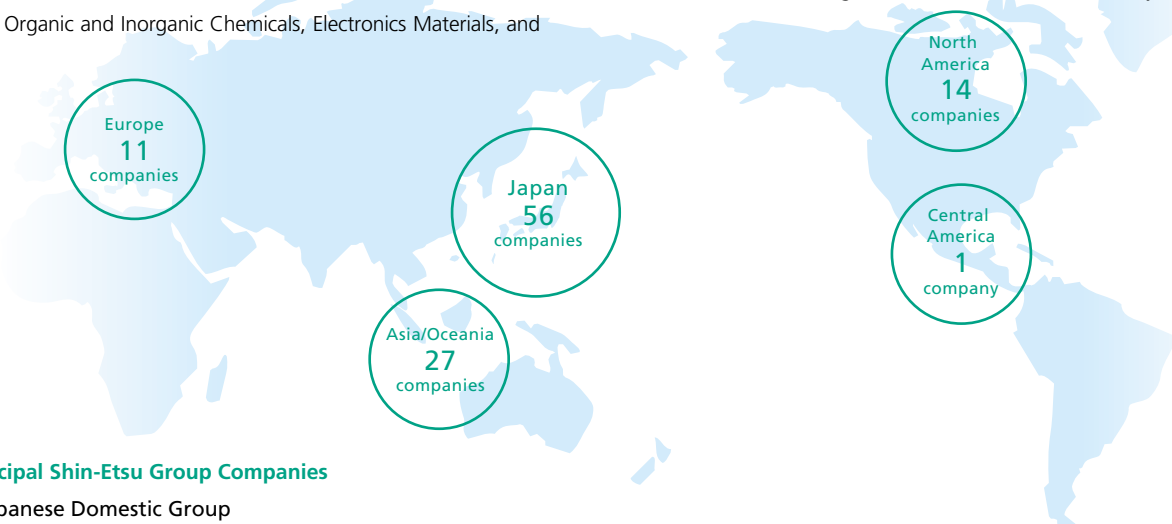 Organic and Inorganic Chemicals, Electronics Materials, and
North
America
14
companies
Europe
11
companies
Japan
56
companies
Central
America
1
company
Asia/Oceania
27
companies
cipal Shin-Etsu Group Companies
panese Domestic Group